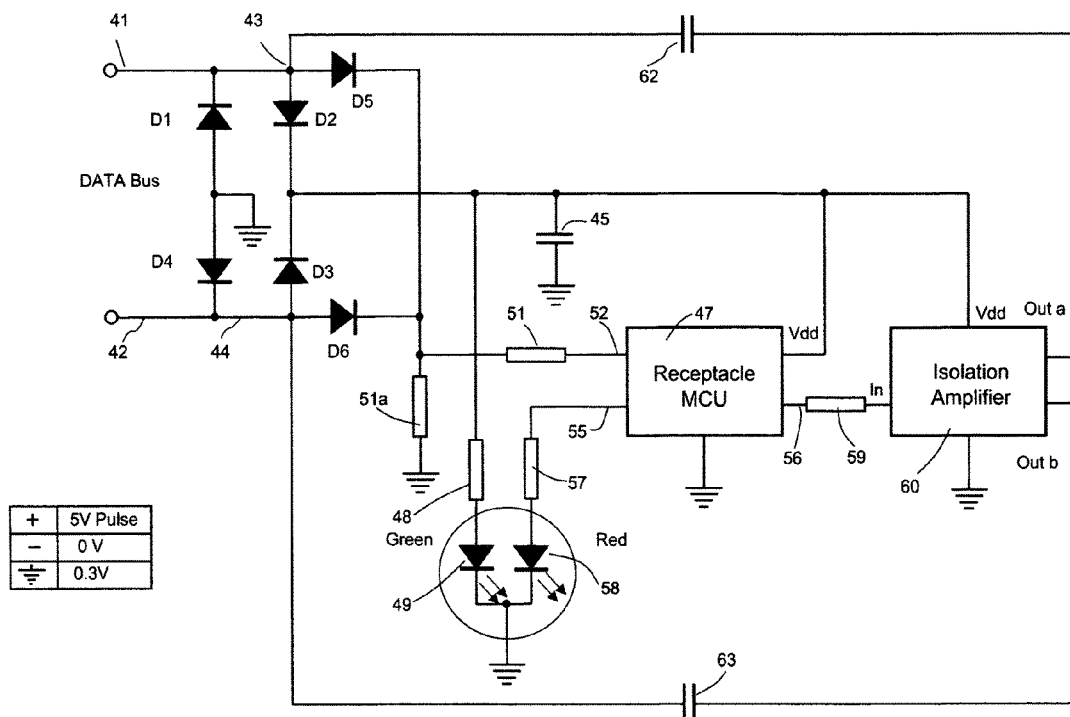 41
43
62
D5
D1
D2
DATA Bus
45
D4
D3
51
52
47
Vdd
Vdd
Out a
42
44
D6
Receptacle
MCU
In
Isolation
Amplifier
51a
55
56
59
60
Out b
48
57
+ 5V Pulse
− 0 V
0.3V
Green
Red
49
58
63